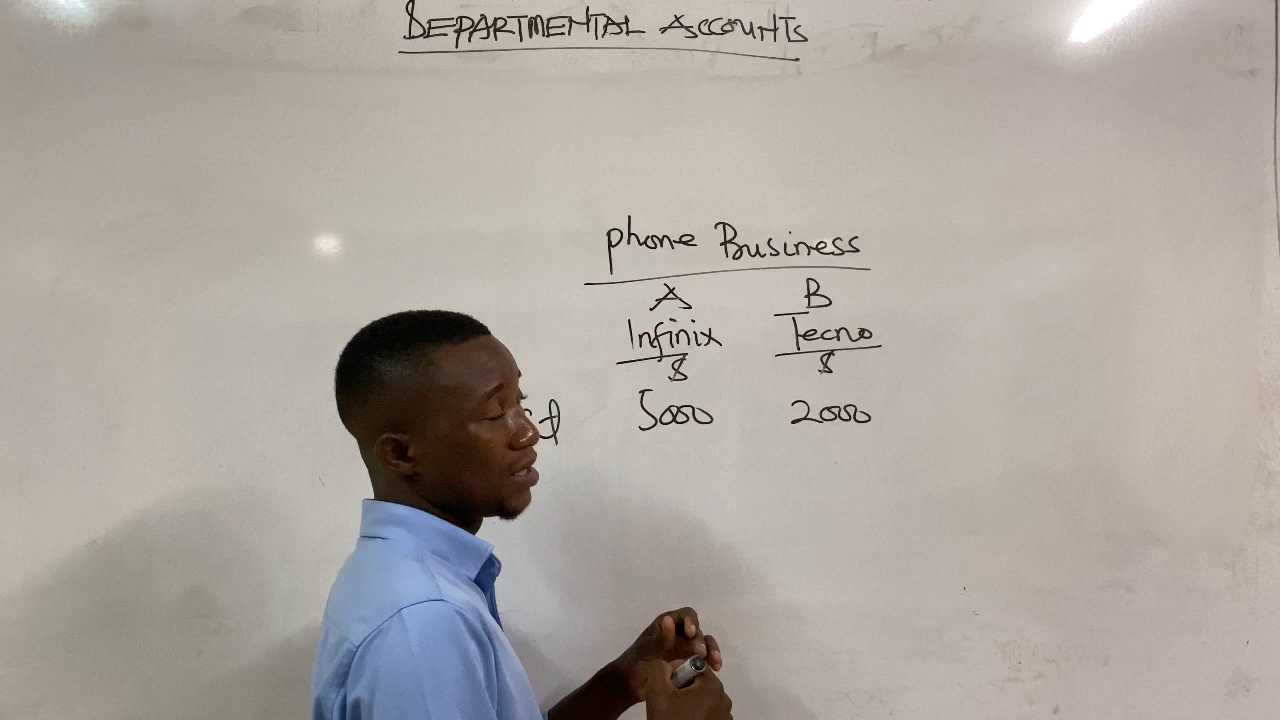 DEPARTMENTAL ACCOUNTS
phone Business
A B
Infinix Tecno
$ $
5000 2000